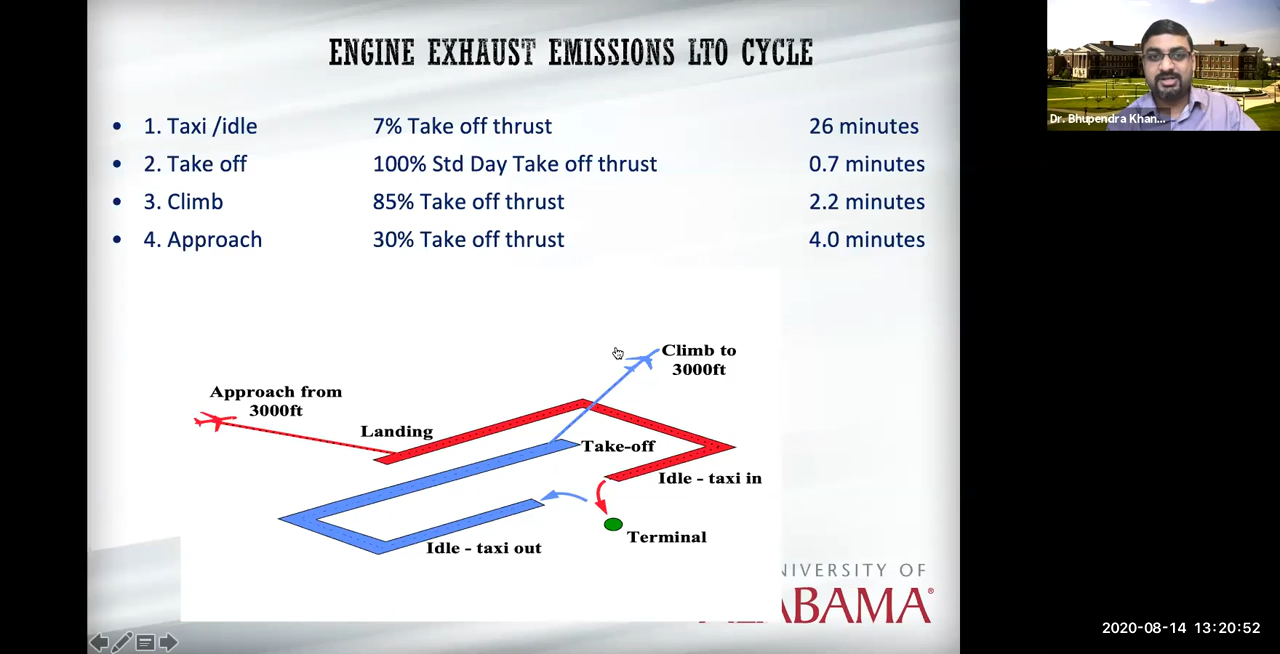 ENGINE EXHAUST EMISSIONS LTO CYCLE
• 1. Taxi /idle 7% Take off thrust 26 minutes
• 2. Take off 100% Std Day Take off thrust 0.7 minutes
• 3. Climb 85% Take off thrust 2.2 minutes
• 4. Approach 30% Take off thrust 4.0 minutes
Dr. Bhupendra Khan...
Climb to
3000ft
Approach from
3000ft
Landing
Take-off
Idle - taxi in
Terminal
Idle - taxi out
NIVERSITY OF
ABAMA®
2020-08-14 13:20:52